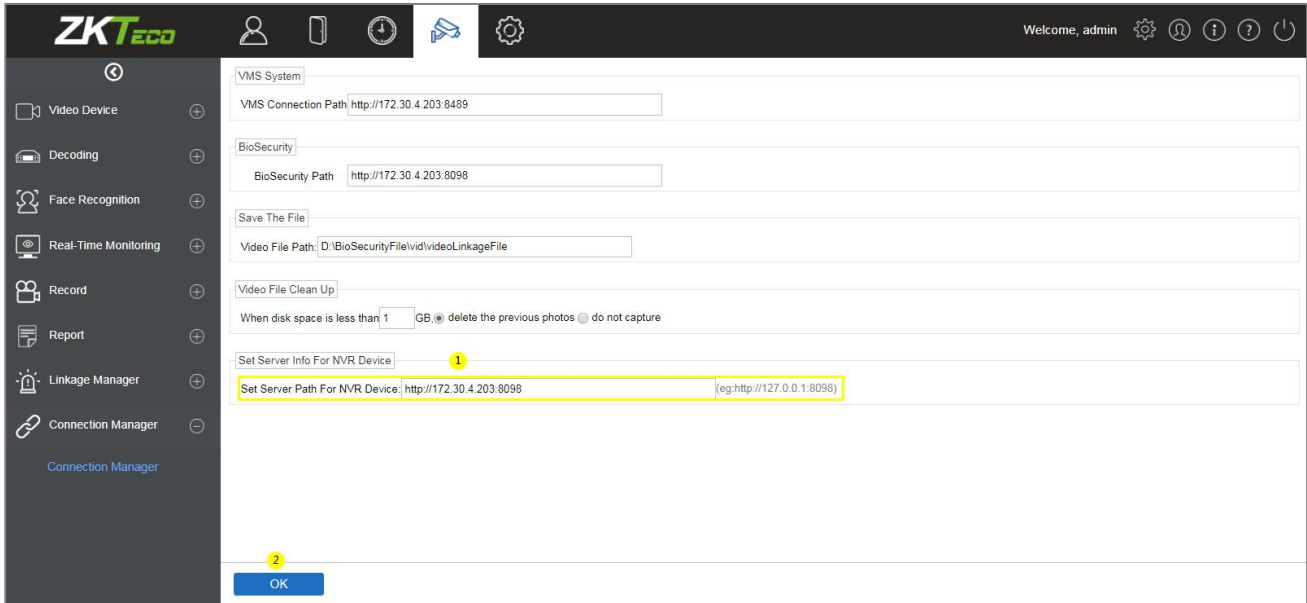 ZKTECO
Welcome, admin
Video Device
Decoding
Face Recognition
Real-Time Monitoring
Record
Report
Linkage Manager
Connection Manager
Connection Manager
VMS System
VMS Connection Path http://172.30.4.203:8489
BioSecurity
BioSecurity Path http://172.30.4.203:8098
Save The File
Video File Path: D:\BioSecurityFile\vid\videoLinkageFile
Video File Clean Up
When disk space is less than 1 GB, delete the previous photos do not capture
Set Server Info For NVR Device 1
Set Server Path For NVR Device: http://172.30.4.203:8098 (eg:http://127.0.0.1:8098)
2
OK